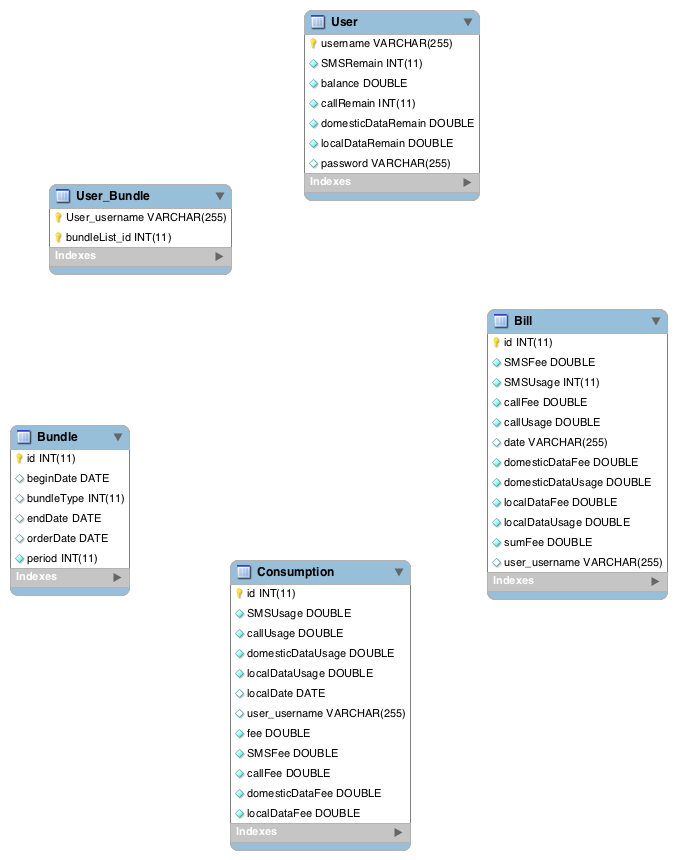 User
username VARCHAR(255)
SMSRemain INT(11)
balance DOUBLE
callRemain INT(11)
domesticDataRemain DOUBLE
localDataRemain DOUBLE
password VARCHAR(255)
Indexes
User_Bundle
User_username VARCHAR(255)
bundleList_id INT(11)
Indexes
Bill
id INT(11)
SMSFee DOUBLE
SMSUsage INT(11)
callFee DOUBLE
callUsage DOUBLE
date VARCHAR(255)
domesticDataFee DOUBLE
domesticDataUsage DOUBLE
localDataFee DOUBLE
localDataUsage DOUBLE
sumFee DOUBLE
user_username VARCHAR(255)
Indexes
Bundle
id INT(11)
beginDate DATE
bundleType INT(11)
endDate DATE
orderDate DATE
period INT(11)
Indexes
Consumption
id INT(11)
SMSUsage DOUBLE
callUsage DOUBLE
domesticDataUsage DOUBLE
localDataUsage DOUBLE
localDate DATE
user_username VARCHAR(255)
fee DOUBLE
SMSFee DOUBLE
callFee DOUBLE
domesticDataFee DOUBLE
localDataFee DOUBLE
Indexes